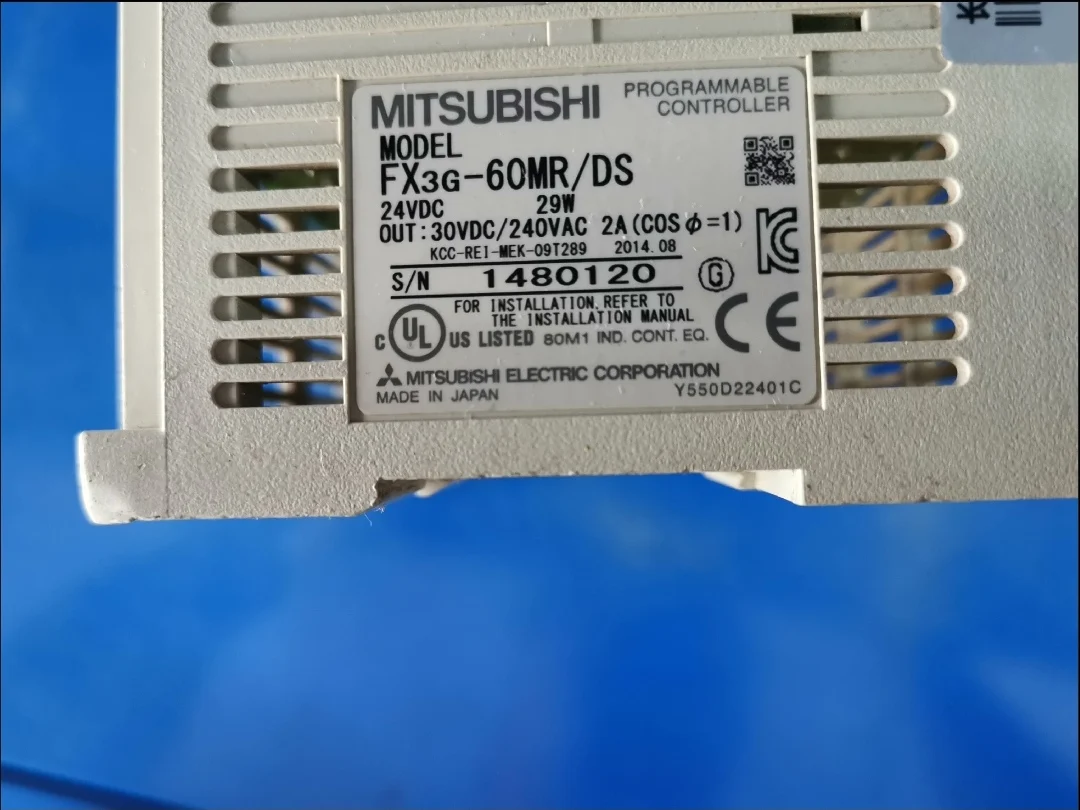 MITSUBISHI
PROGRAMMABLE
CONTROLLER
MODEL
FX3G-60MR/DS
24VDC 29W
OUT:30VDC/240VAC 2A(COSφ=1)
KCC-REI-MEK-09T289 2014.08
S/N 1480120
G
FOR INSTALLATION, REFER TO
THE INSTALLATION MANUAL
C UL US LISTED 80M1 IND. CONT. EQ.
CE
MITSUBISHI ELECTRIC CORPORATION
MADE IN JAPAN Y550D22401C